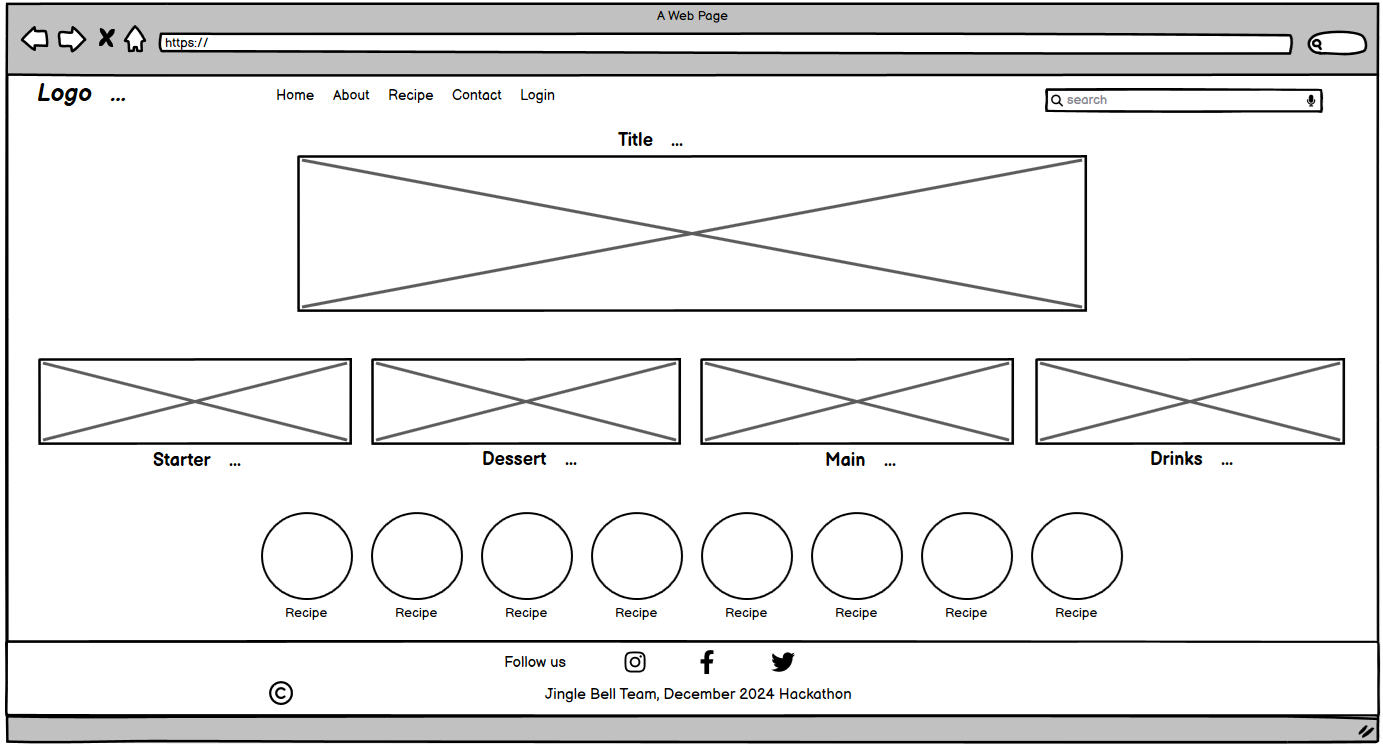 A Web Page
https://
Logo ...
Home About Recipe Contact Login
search
Title ...
Starter ... Dessert ... Main ... Drinks ...
Recipe Recipe Recipe Recipe Recipe Recipe Recipe Recipe
Follow us
© Jingle Bell Team, December 2024 Hackathon